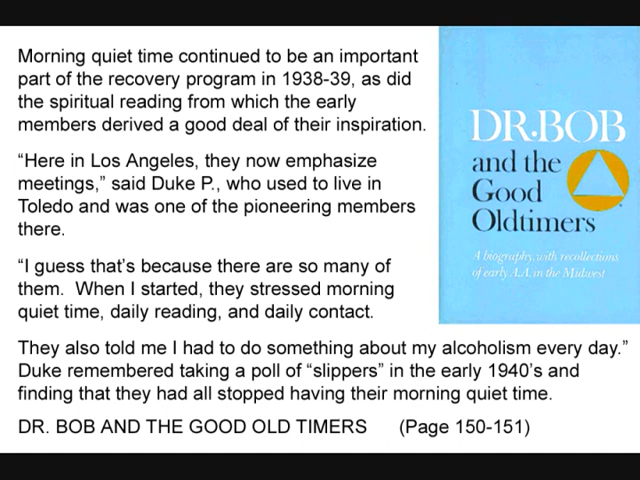 Morning quiet time continued to be an important
part of the recovery program in 1938-39, as did
the spiritual reading from which the early
members derived a good deal of their inspiration.
“Here in Los Angeles, they now emphasize
meetings,” said Duke P., who used to live in
Toledo and was one of the pioneering members
there.
“I guess that’s because there are so many of
them.  When I started, they stressed morning
quiet time, daily reading, and daily contact.
They also told me I had to do something about my alcoholism every day.”
Duke remembered taking a poll of “slippers” in the early 1940’s and
finding that they had all stopped having their morning quiet time.
DR. BOB AND THE GOOD OLD TIMERS      (Page 150-151)
DR. BOB
and the
Good
Oldtimers
A biography, with recollections
of early A.A. in the Midwest